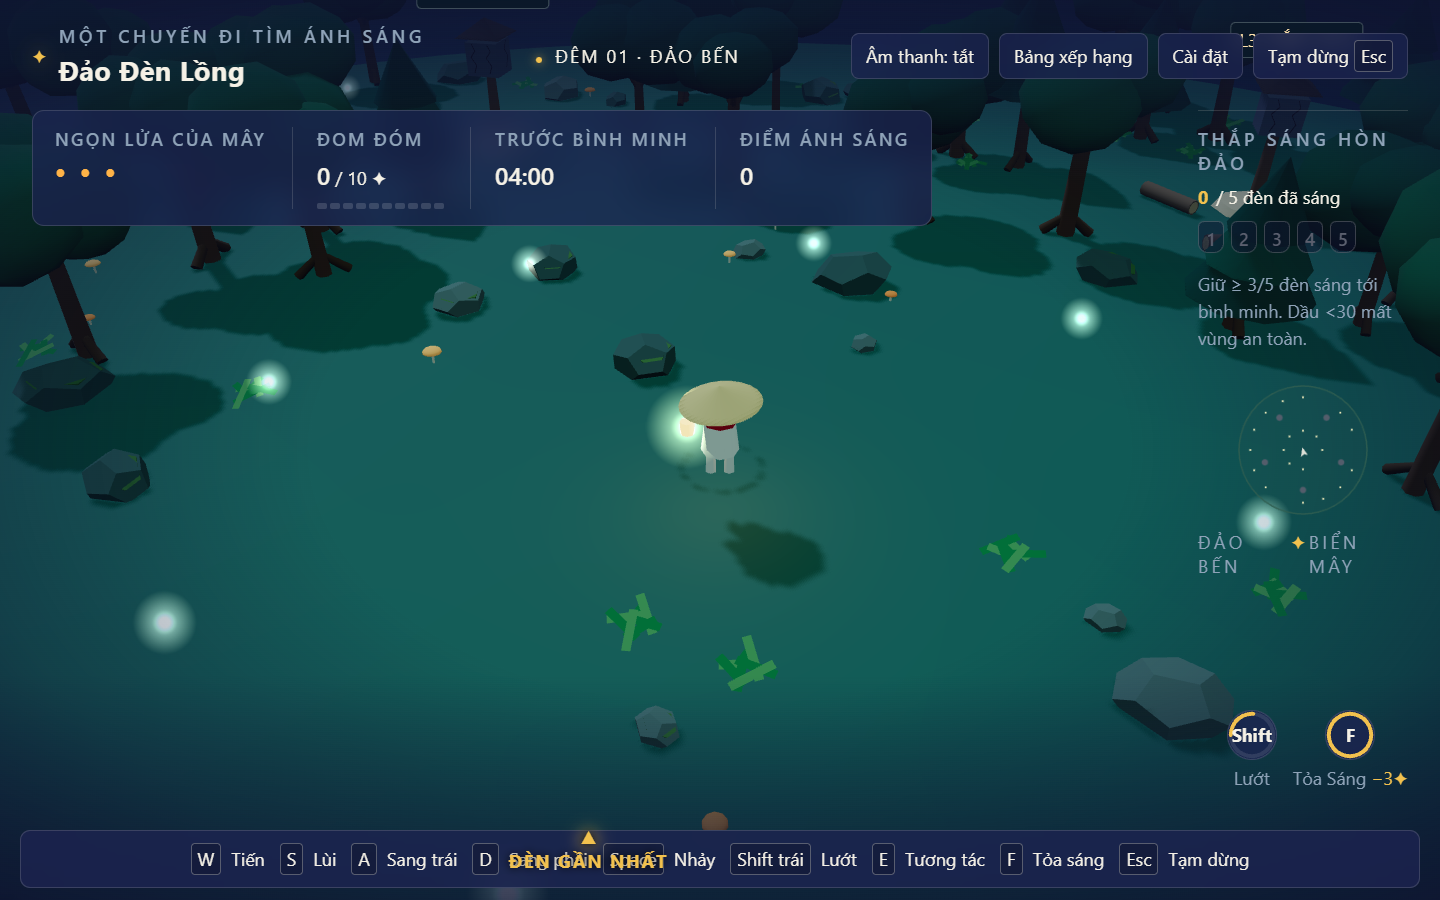 MỘT CHUYẾN ĐI TÌM ÁNH SÁNG
Đảo Đèn Lồng
ĐÊM 01 · ĐẢO BẾN
Âm thanh: tắt
Bảng xếp hạng
Cài đặt
Tạm dừng Esc
NGỌN LỬA CỦA MÂY
ĐOM ĐÓM
0 / 10
TRƯỚC BÌNH MINH
04:00
ĐIỂM ÁNH SÁNG
0
THẮP SÁNG HÒN
ĐẢO
0 / 5 đèn đã sáng
1 2 3 4 5
Giữ ≥ 3/5 đèn sáng tới
bình minh. Dầu <30 mất
vùng an toàn.
ĐẢO BẾN
BIỂN MÂY
Shift
Lướt
F
Tỏa Sáng −3
ĐÈN GẦN NHẤT
W Tiến S Lùi A Sang trái D Sang phải Space Nhảy Shift trái Lướt E Tương tác F Tỏa sáng Esc Tạm dừng